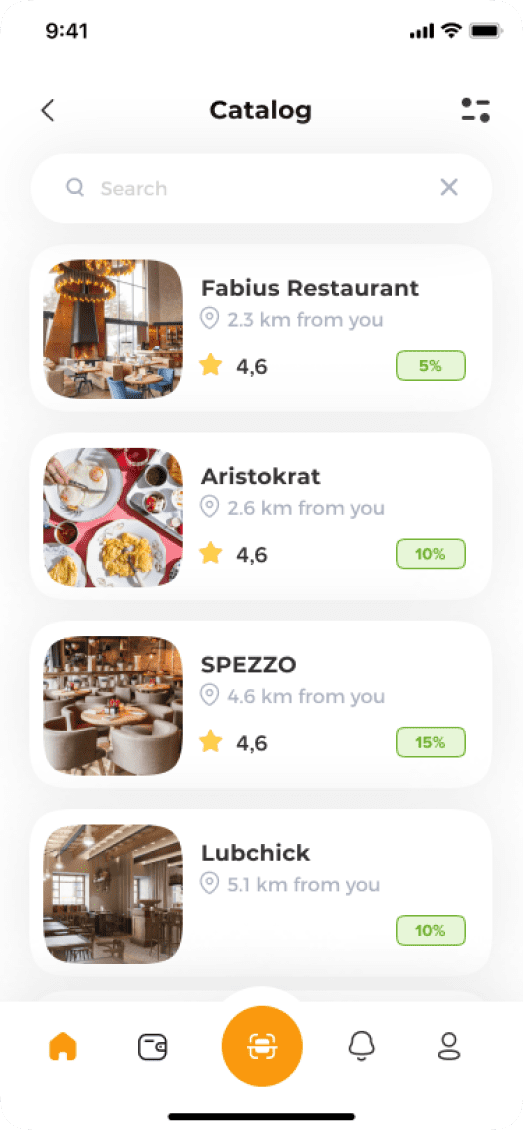 9:41
Catalog
Search
Fabius Restaurant
2.3 km from you
4,6
5%
Aristokrat
2.6 km from you
4,6
10%
SPEZZO
4.6 km from you
4,6
15%
Lubchick
5.1 km from you
10%